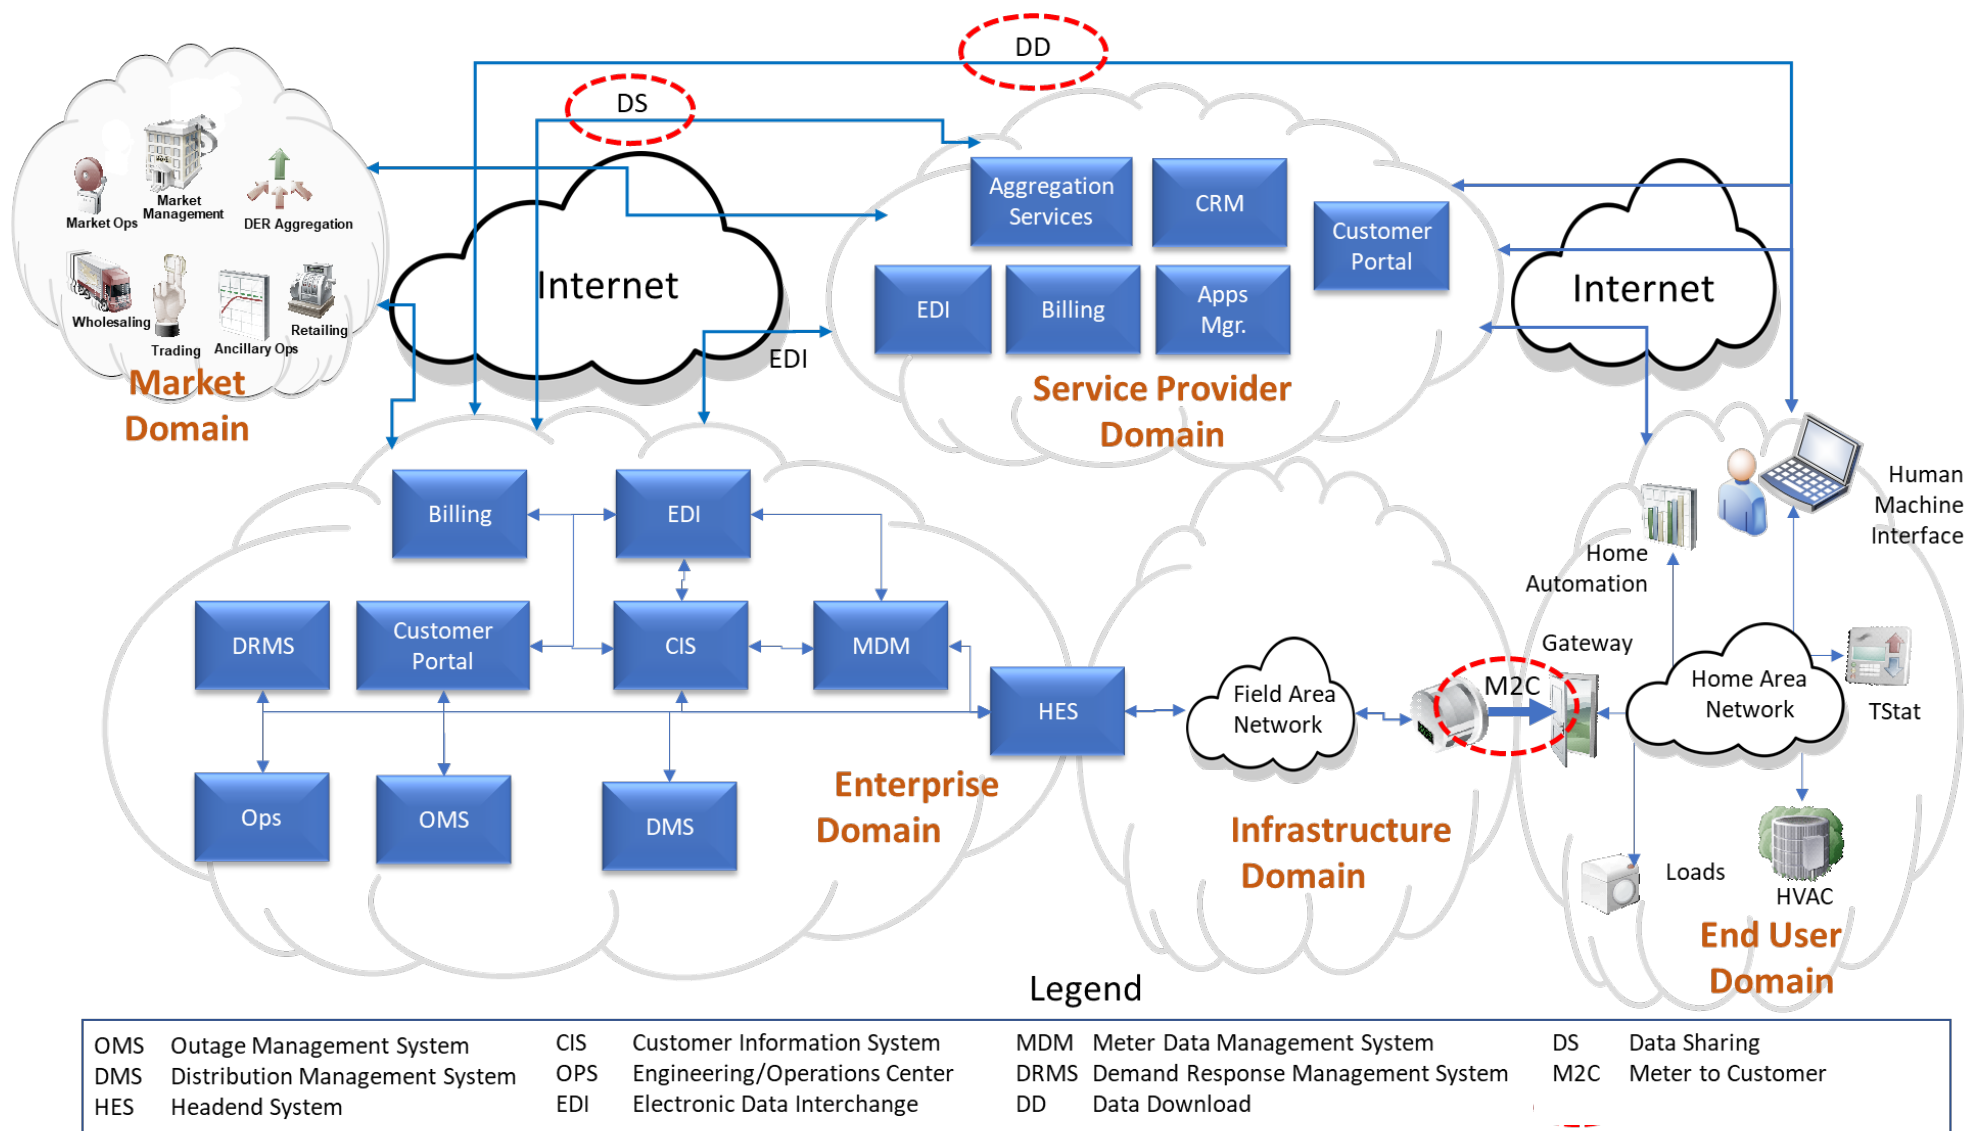 DD
DS
Market Ops
Market
Management
DER Aggregation
Wholesaling
Trading
Ancillary Ops
Retailing
Market
Domain
Internet
EDI
Aggregation
Services
CRM
Customer
Portal
EDI
Billing
Apps
Mgr.
Service Provider
Domain
Internet
Billing
EDI
DRMS
Customer
Portal
CIS
MDM
HES
Ops
OMS
DMS
Enterprise
Domain
Field Area
Network
M2C
Infrastructure
Domain
Human
Machine
Interface
Home
Automation
Gateway
Home Area
Network
TStat
Loads
HVAC
End User
Domain
Legend
OMS Outage Management System
DMS Distribution Management System
HES Headend System
CIS Customer Information System
OPS Engineering/Operations Center
EDI Electronic Data Interchange
MDM Meter Data Management System
DRMS Demand Response Management System
DD Data Download
DS Data Sharing
M2C Meter to Customer